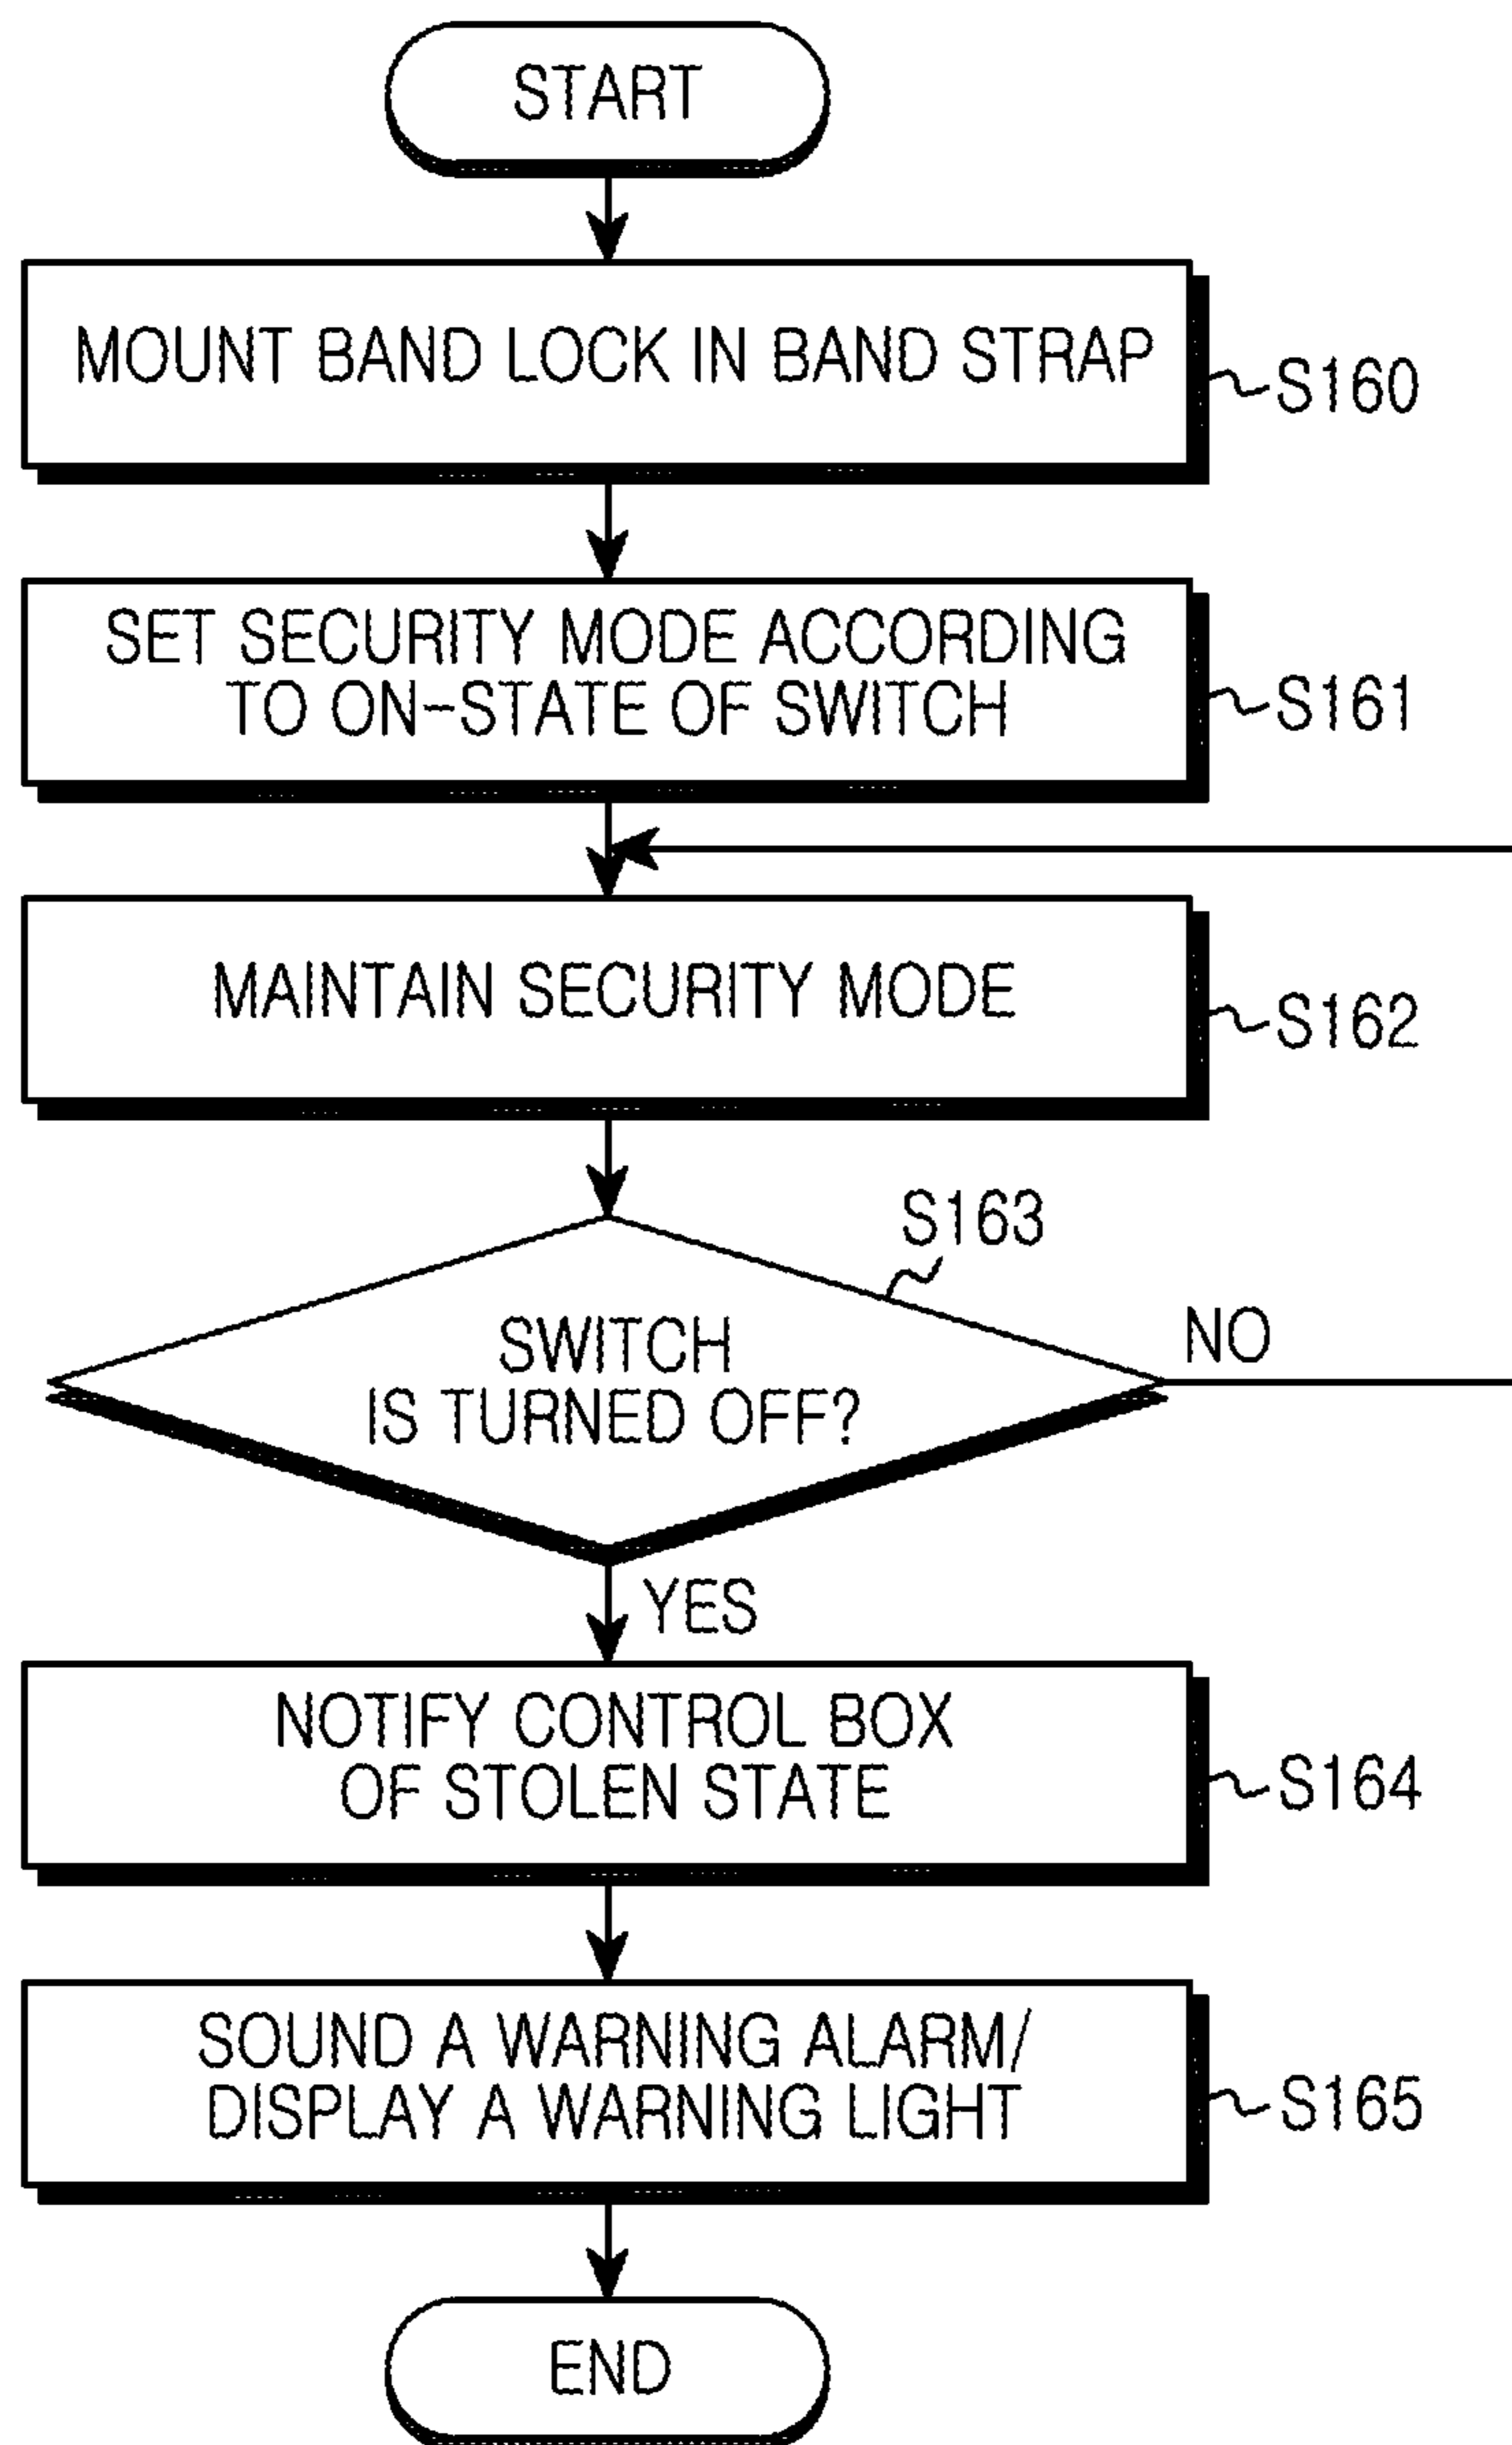 START
MOUNT BAND LOCK IN BAND STRAP
S160
SET SECURITY MODE ACCORDING
TO ON-STATE OF SWITCH
S161
MAINTAIN SECURITY MODE
S162
S163
SWITCH
IS TURNED OFF?
NO
YES
NOTIFY CONTROL BOX
OF STOLEN STATE
S164
SOUND A WARNING ALARM/
DISPLAY A WARNING LIGHT
S165
END